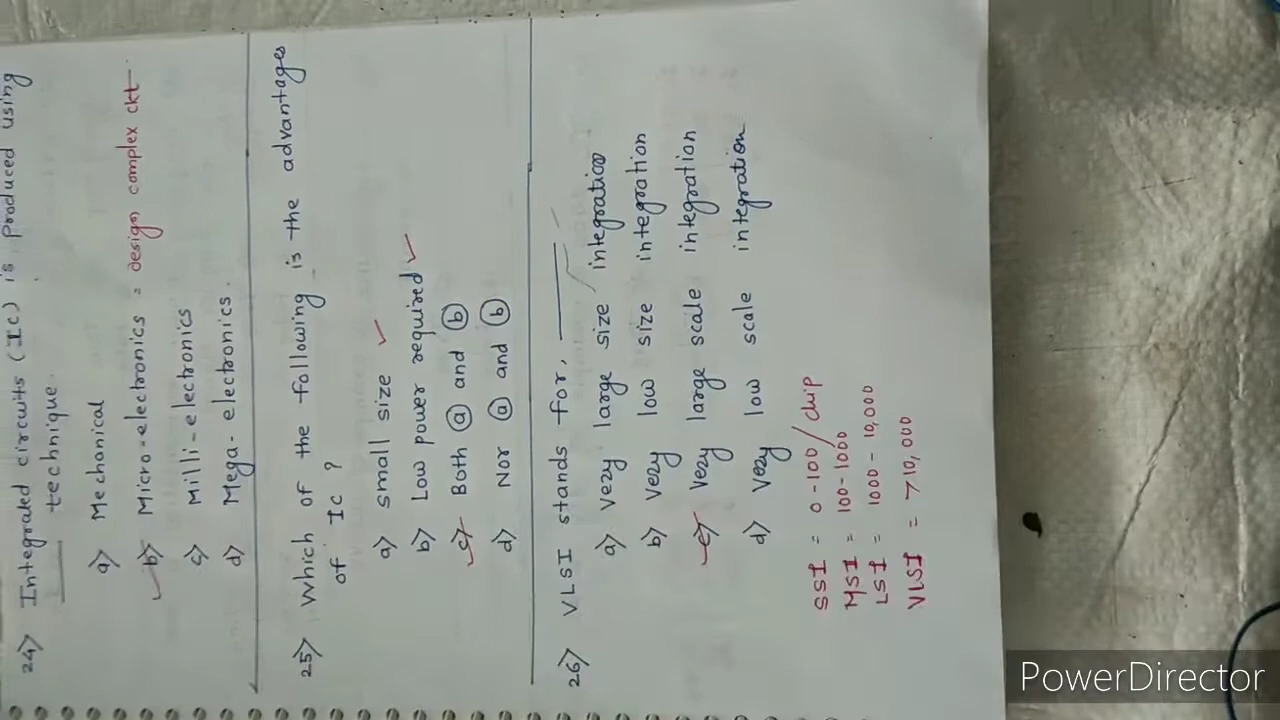 24) Integrated circuits (IC) is produced using
____ technique.
a) Mechanical
b) Micro-electronics = design complex ckt
c) Milli-electronics
d) Mega-electronics.
25) Which of the following is the advantages
of Ic ?
a) small size ✓
b) Low power required ✓
c) Both ⓐ and ⓑ
d) Nor ⓐ and ⓑ
26) VLSI stands for, ____
a) Very large size integration
b) Very low size integration
c) Very large scale integration
d) Very low scale integration
SSI = 0-100/chip
MSI = 100-1000
LSI = 1000-10,000
VLSI = >10,000
PowerDirector